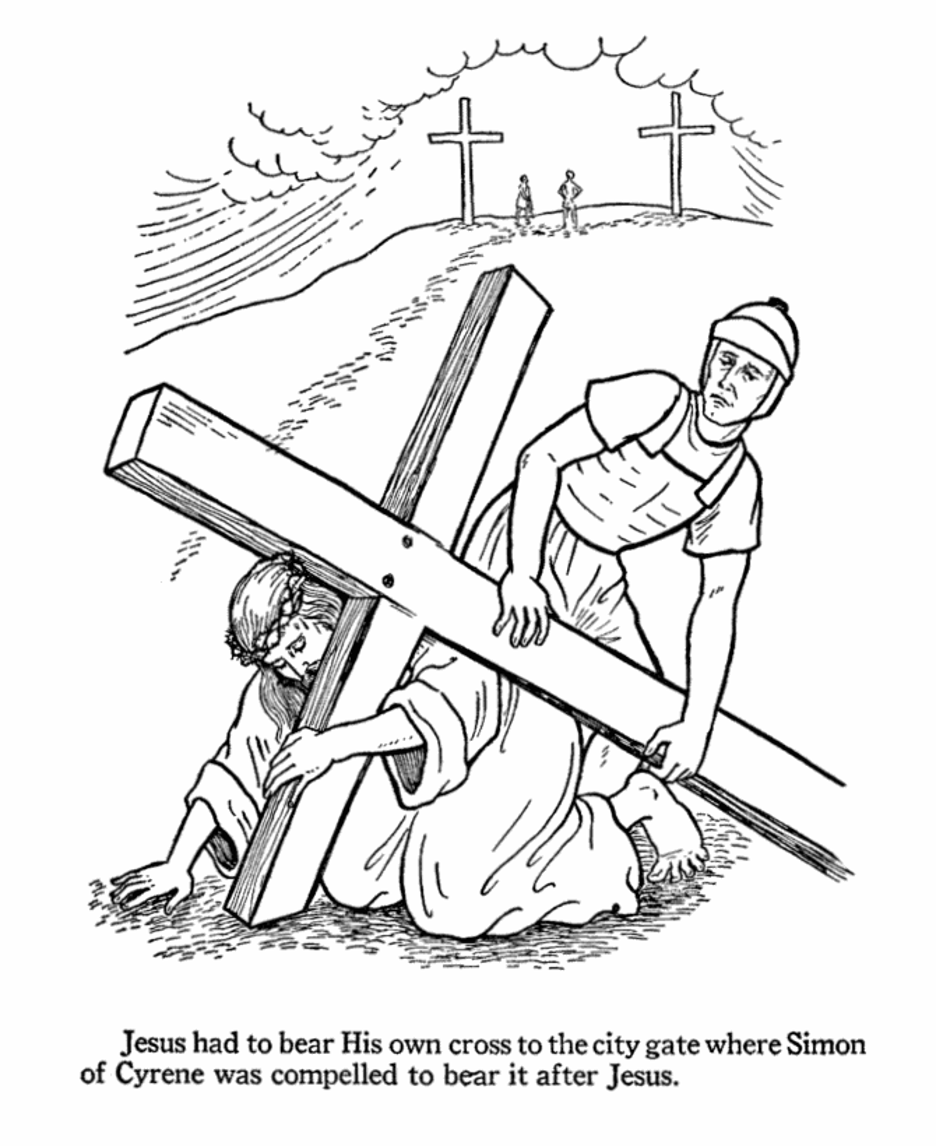 Jesus had to bear His own cross to the city gate where Simon
of Cyrene was compelled to bear it after Jesus.